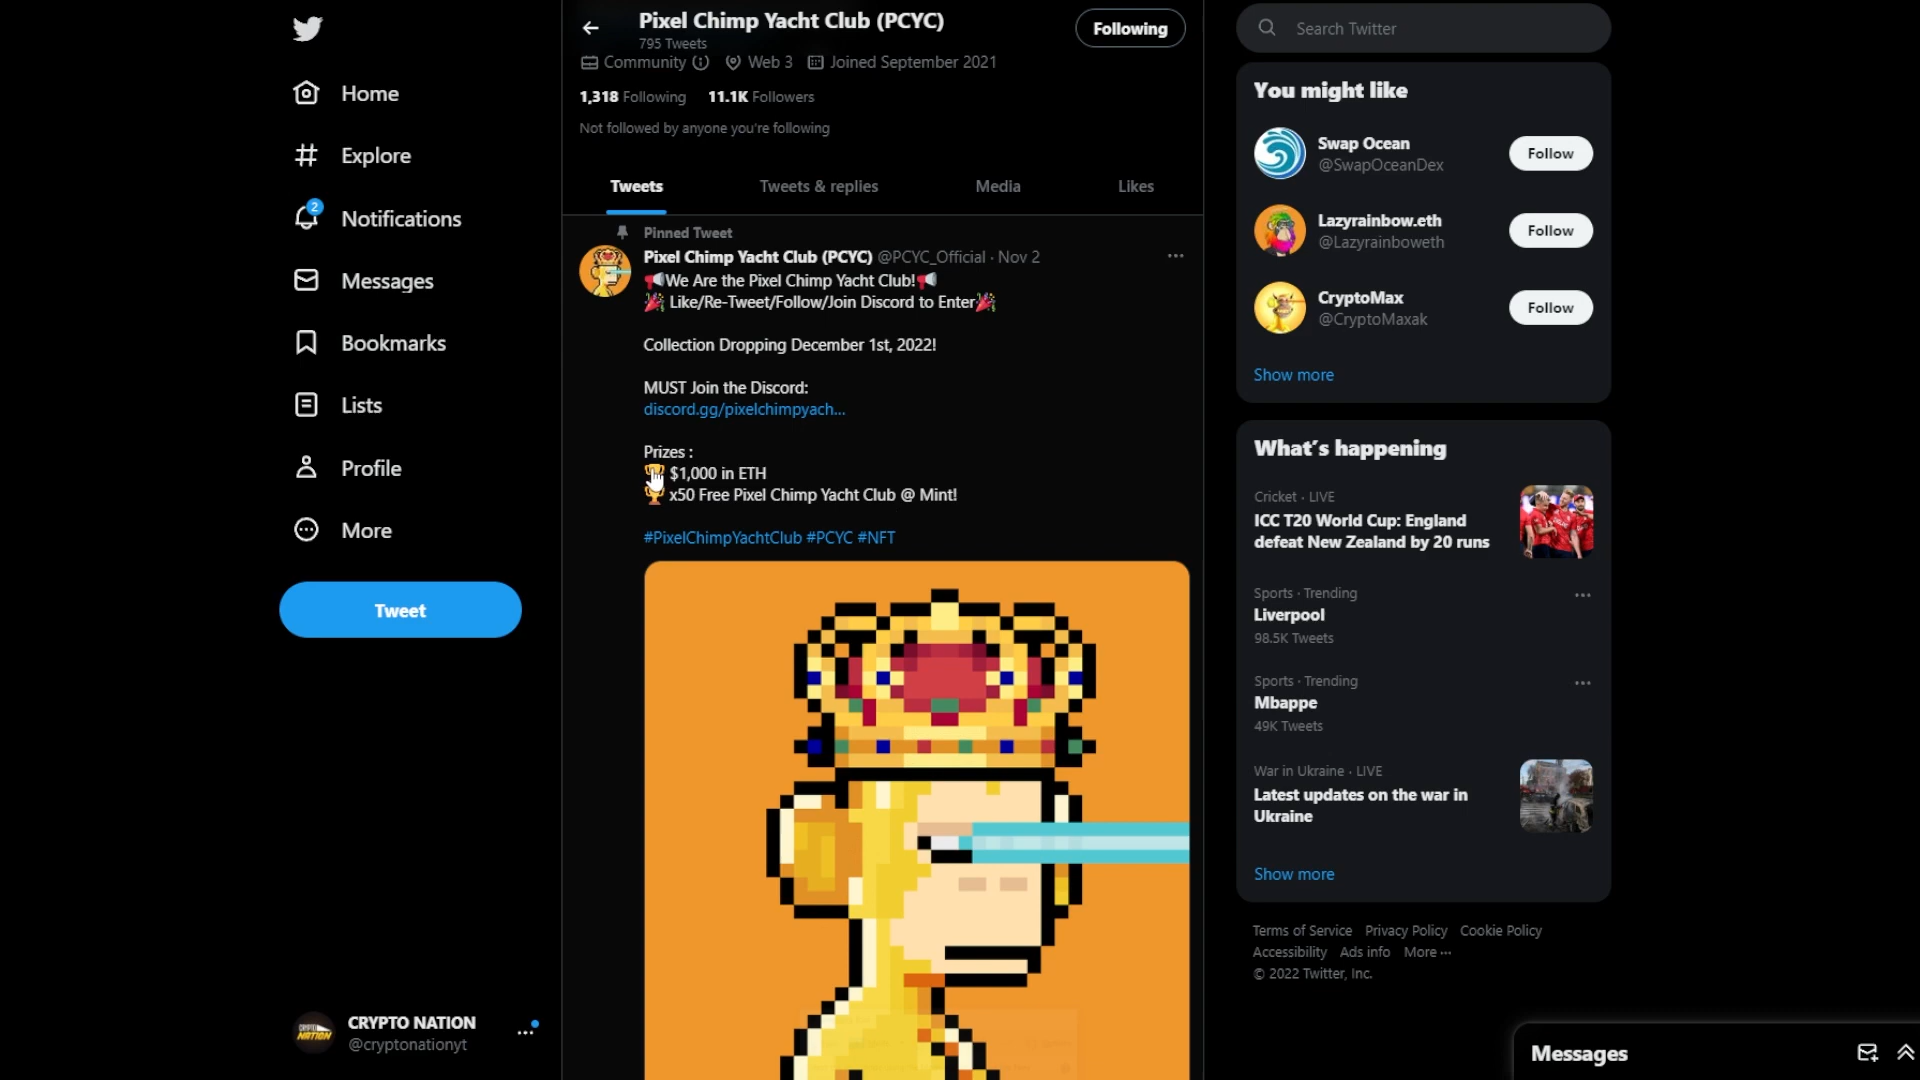 Home
Explore
2
Notifications
Messages
Bookmarks
Lists
Profile
More
Tweet
CRYPTO NATION
@cryptonationyt
Pixel Chimp Yacht Club (PCYC)
795 Tweets
Following
Community Web 3 Joined September 2021
1,318 Following 11.1K Followers
Not followed by anyone you're following
Tweets Tweets & replies Media Likes
Pinned Tweet
Pixel Chimp Yacht Club (PCYC) @PCYC_Official · Nov 2
📢We Are the Pixel Chimp Yacht Club!📢
🎉 Like/Re-Tweet/Follow/Join Discord to Enter🎉
Collection Dropping December 1st, 2022!
MUST Join the Discord:
discord.gg/pixelchimpyach...
Prizes :
🏆 $1,000 in ETH
🏆 x50 Free Pixel Chimp Yacht Club @ Mint!
#PixelChimpYachtClub #PCYC #NFT
Search Twitter
You might like
Swap Ocean
@SwapOceanDex
Follow
Lazyrainbow.eth
@Lazyrainboweth
Follow
CryptoMax
@CryptoMaxak
Follow
Show more
What's happening
Cricket · LIVE
ICC T20 World Cup: England
defeat New Zealand by 20 runs
Sports · Trending
Liverpool
98.5K Tweets
Sports · Trending
Mbappe
49K Tweets
War in Ukraine · LIVE
Latest updates on the war in
Ukraine
Show more
Terms of Service Privacy Policy Cookie Policy
Accessibility Ads info More ···
© 2022 Twitter, Inc.
Messages